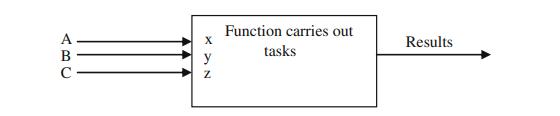 A
B
C
x
y
z
Function carries out
tasks
Results